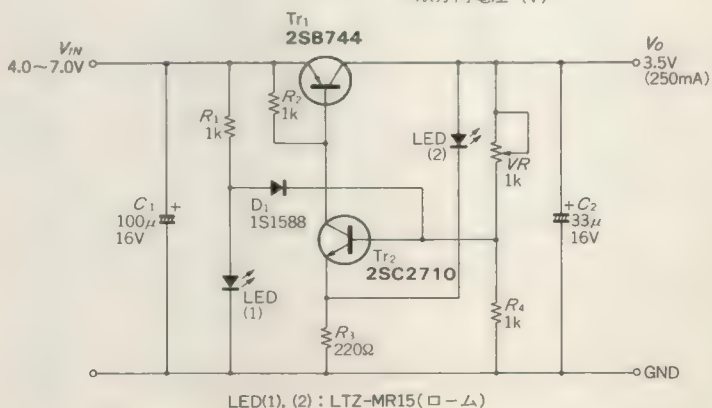 Tr1
2SB744
VIN
4.0~7.0V
VO
3.5V
(250mA)
R1
1k
R2
1k
LED
(2)
VR
1k
C1
100μ
16V
+
D1
1S1588
+
C2
33μ
16V
Tr2
2SC2710
LED
(1)
R3
220Ω
R4
1k
GND
LED(1), (2) : LTZ-MR15(ローム)